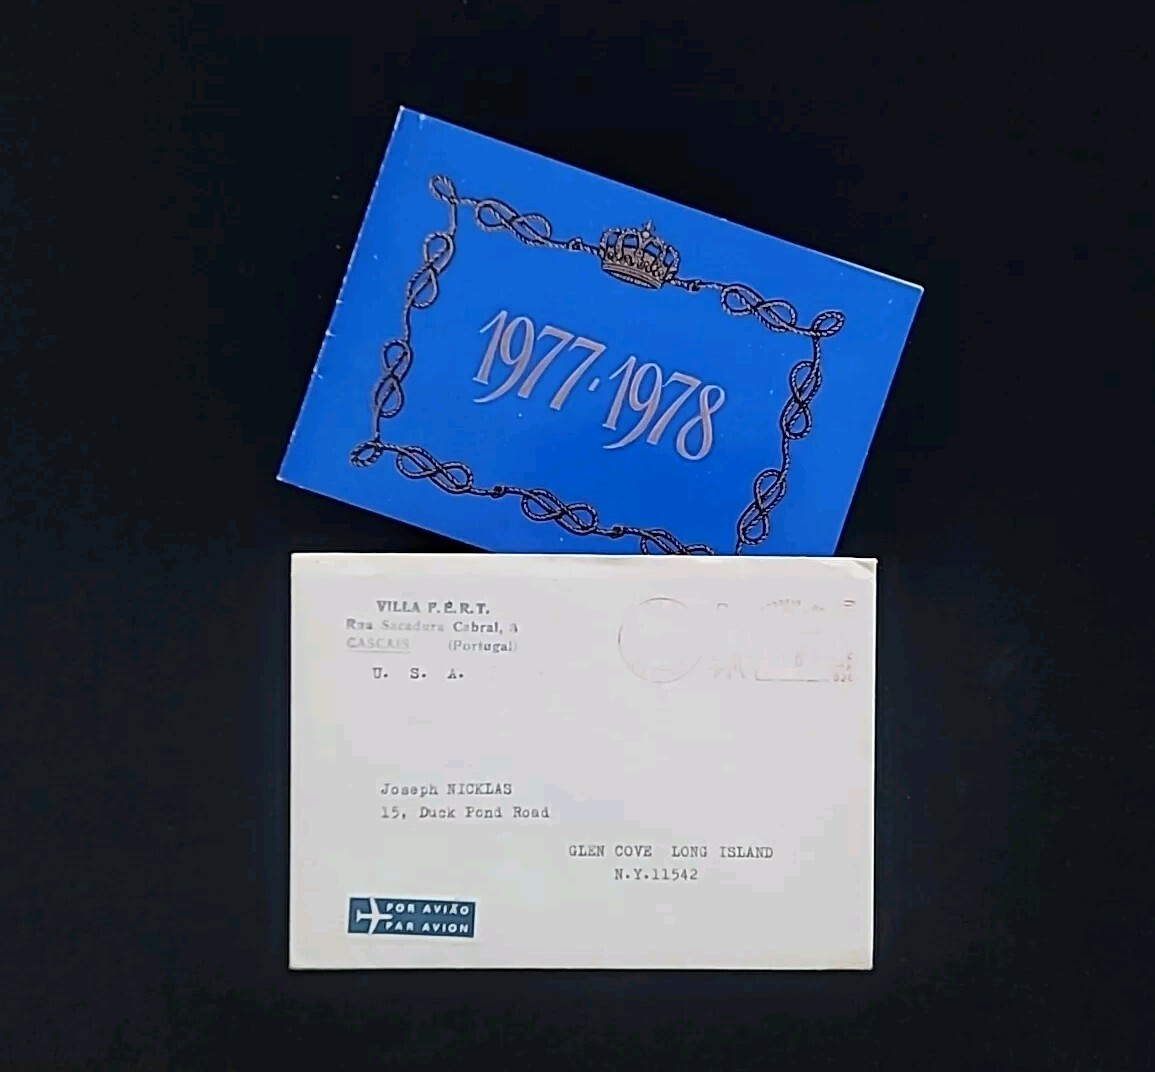 1977·1978
VILLA P.E.R.T.
Rua Sacadura Cabral, 3
CASCAIS (Portugal)
U. S. A.
Joseph NICKLAS
15, Duck Pond Road
GLEN COVE LONG ISLAND
N.Y.11542
POR AVIÃO
PAR AVION